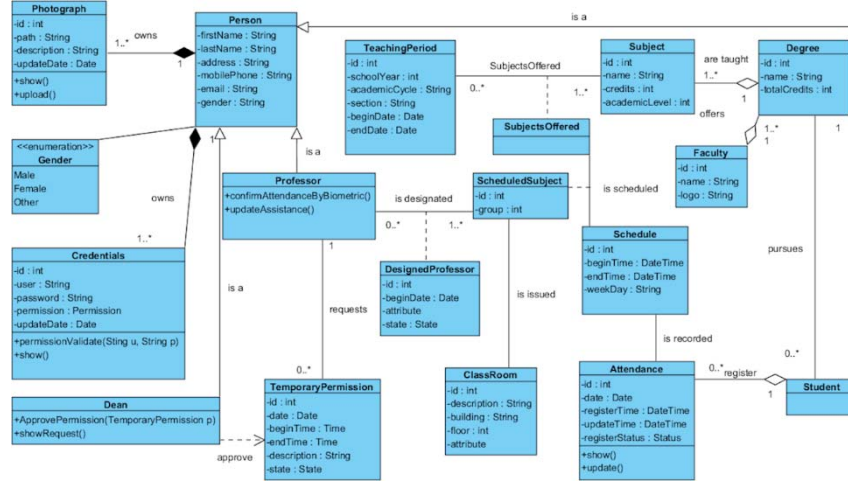 Photograph
-id : int
-path : String
-description : String
-updateDate : Date
+show()
+upload()
owns
1..*
1
Person
-firstName : String
-lastName : String
-address : String
-mobilePhone : String
-email : String
-gender : String
is a
TeachingPeriod
-id : int
-schoolYear : int
-academicCycle : String
-section : String
-beginDate : Date
-endDate : Date
SubjectsOffered
0..*
1..*
Subject
-id : int
-name : String
-credits : int
-academicLevel : int
are taught
1..*
1
Degree
-id : int
-name : String
-totalCredits : int
SubjectsOffered
offers
1..*
1
1
Faculty
-id : int
-name : String
-logo : String
<<enumeration>>
Gender
Male
Female
Other
1
is a
owns
1..*
Professor
+confirmAttendanceByBiometric()
+updateAssistance()
is designated
0..*
1..*
ScheduledSubject
-id : int
-group : int
is scheduled
Schedule
-id : int
-beginTime : DateTime
-endTime : DateTime
-weekDay : String
pursues
Credentials
-id : int
-user : String
-password : String
-permission : Permission
-updateDate : Date
+permissionValidate(Sting u, String p)
+show()
is a
1
requests
0..*
DesignedProfessor
-id : int
-beginDate : Date
-attribute
-state : State
is issued
is recorded
Dean
+ApprovePermission(TemporaryPermission p)
+showRequest()
approve
TemporaryPermission
-id : int
-date : Date
-beginTime : Time
-endTime : Time
-description : String
-state : State
ClassRoom
-id : int
-description : String
-building : String
-floor : int
-attribute
Attendance
-id : int
-date : Date
-registerTime : DateTime
-updateTime : DateTime
-registerStatus : Status
+show()
+update()
0..*
register
1
0..*
Student